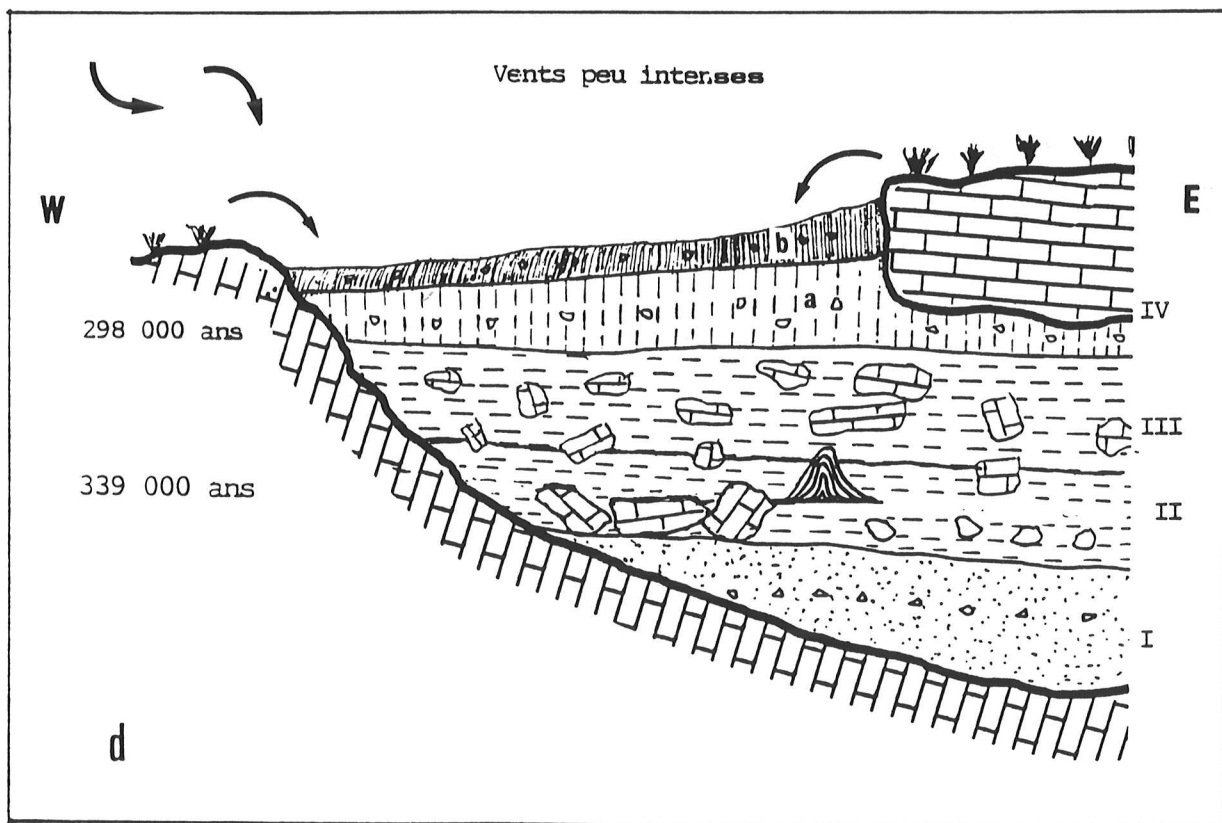 Vents peu intenses
W
E
b
a
IV
298 000 ans
III
339 000 ans
II
I
d